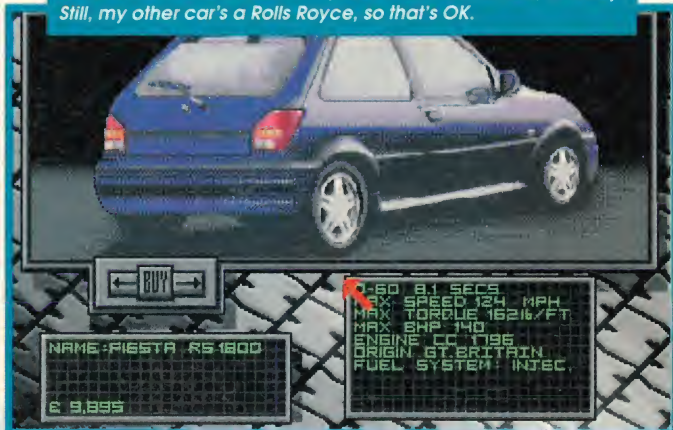 Still, my other car's a Rolls Royce, so that's OK.
BUY
NAME:PIESTA RS1800
£ 9,895
0-60 8.1 SECS
MAX SPEED 124 MPH
MAX TORQUE 162lb/FT
MAX BHP 140
ENGINE CC 1796
ORIGIN GT.BRITAIN
FUEL SYSTEM: INJEC.